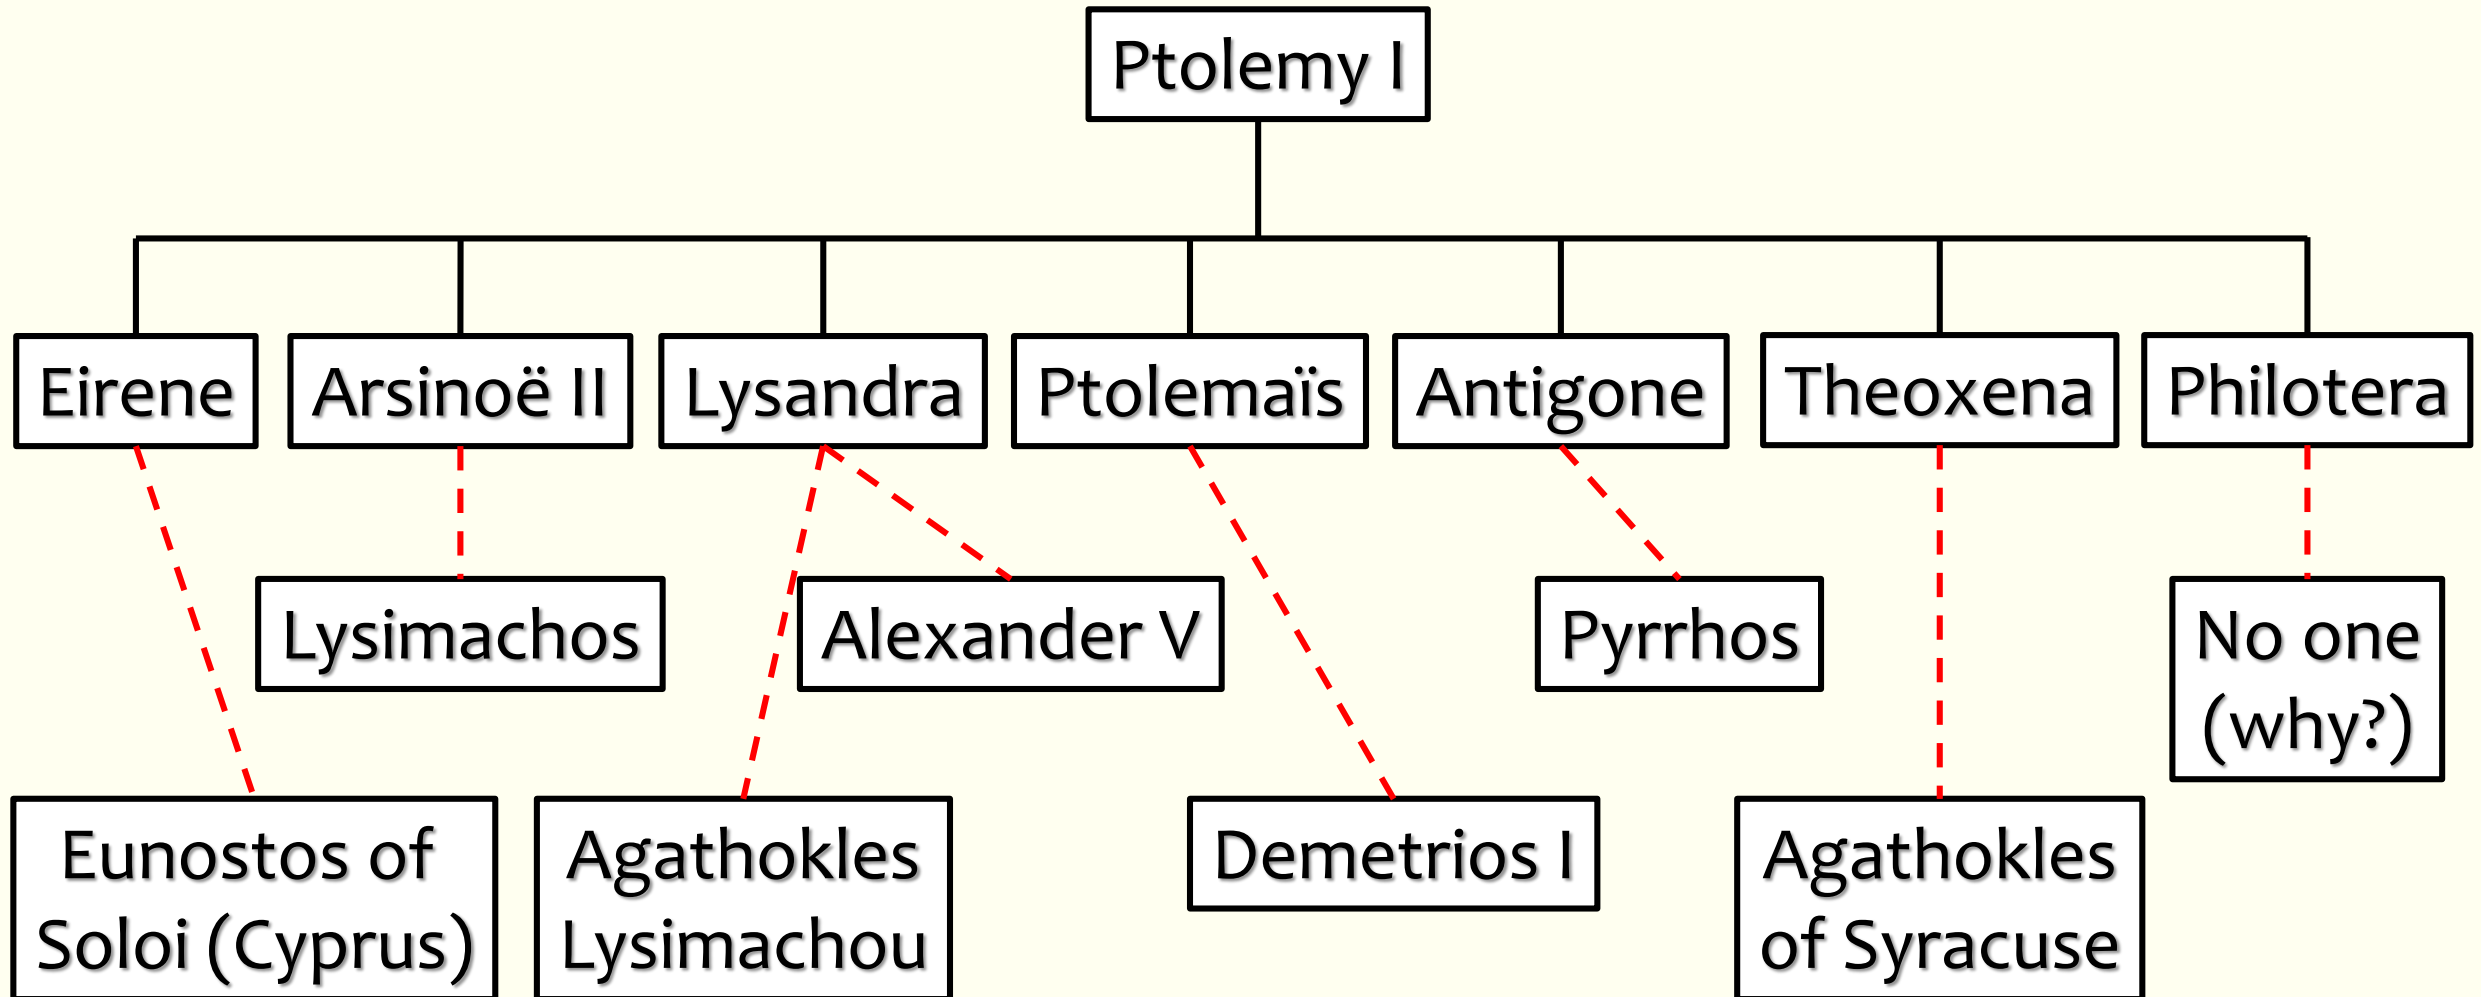 Ptolemy I
Eirene
Arsinoë II
Lysandra
Ptolemaïs
Antigone
Theoxena
Philotera
Lysimachos
Alexander V
Pyrrhos
No one
(why?)
Eunostos of
Soloi (Cyprus)
Agathokles
Lysimachou
Demetrios I
Agathokles
of Syracuse